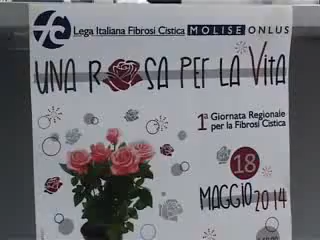 Lega Italiana Fibrosi Cistica MOLISE ONLUS
UNA ROSA PER LA VITA
1ª Giornata Regionale
per la Fibrosi Cistica
18
MAGGIO 2014